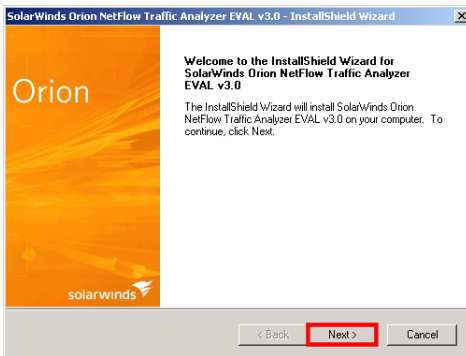 SolarWinds Orion NetFlow Traffic Analyzer EVAL v3.0 - InstallShield Wizard
Orion
Welcome to the InstallShield Wizard for
SolarWinds Orion NetFlow Traffic Analyzer
EVAL v3.0
The InstallShield Wizard will install SolarWinds Orion
NetFlow Traffic Analyzer EVAL v3.0 on your computer. To
continue, click Next.
solarwinds
< Back
Next >
Cancel